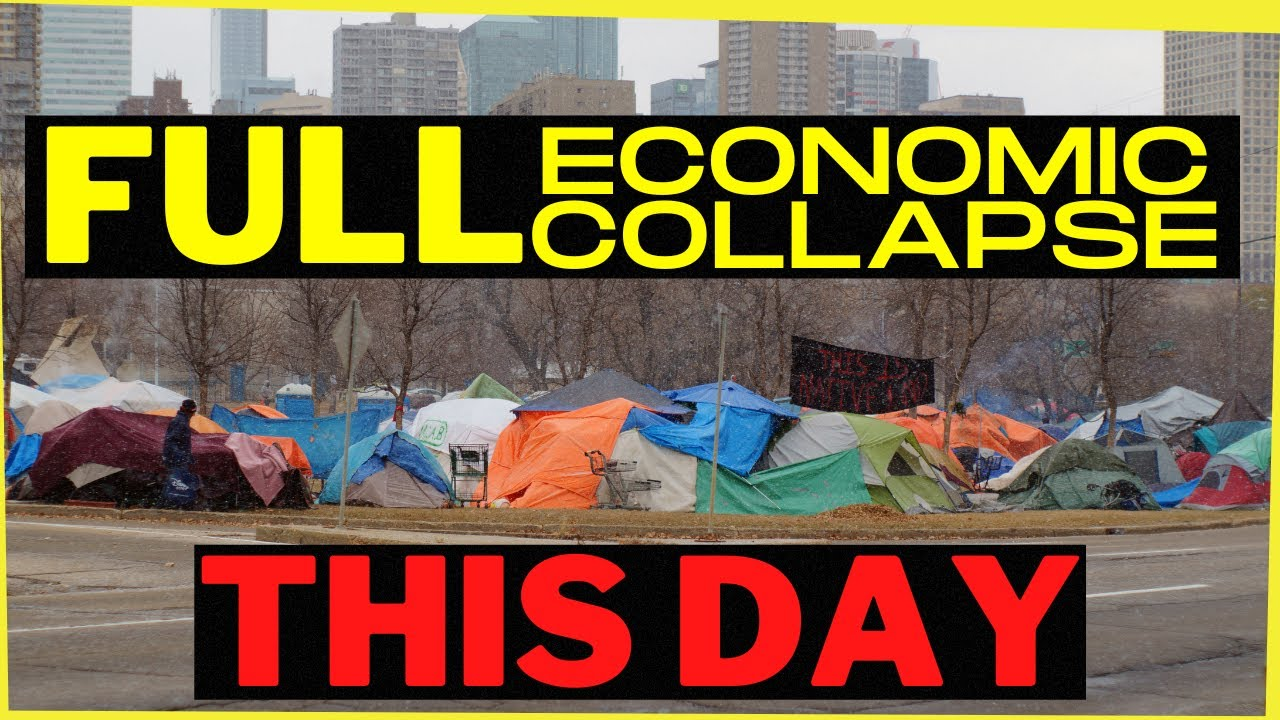 FULL ECONOMIC
COLLAPSE
THIS DAY